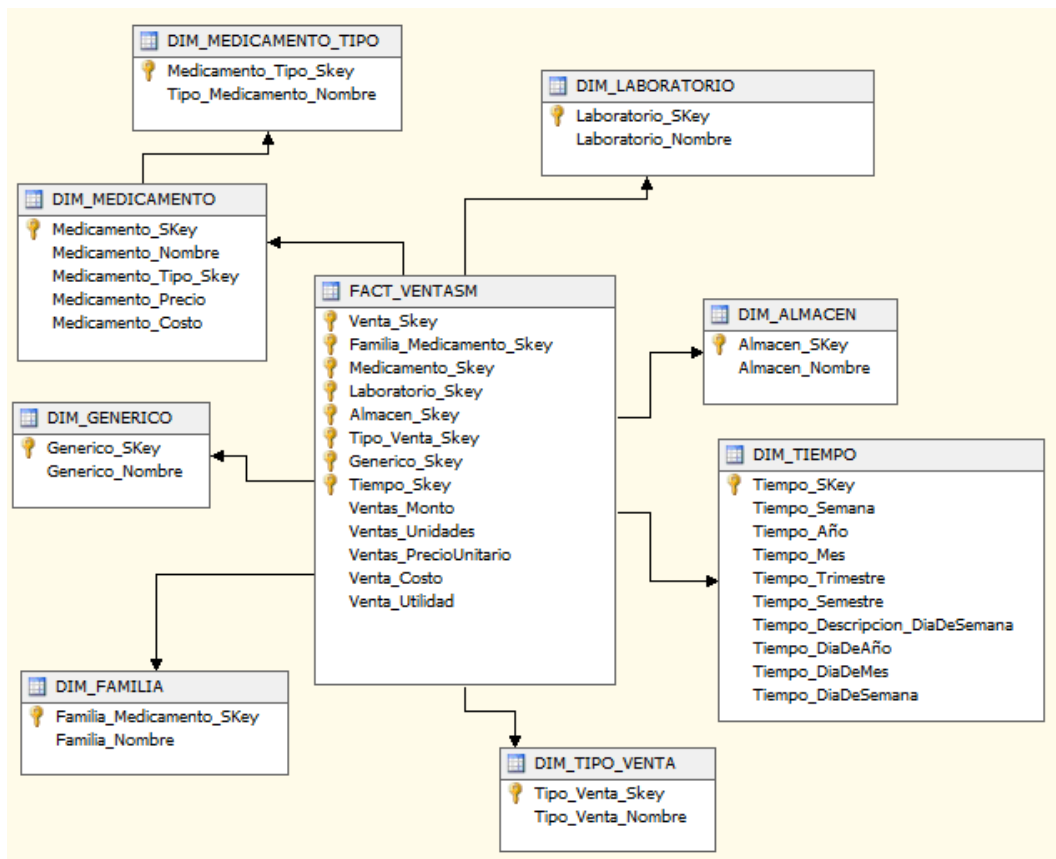 DIM_MEDICAMENTO_TIPO
Medicamento_Tipo_Skey
Tipo_Medicamento_Nombre
DIM_LABORATORIO
Laboratorio_SKey
Laboratorio_Nombre
DIM_MEDICAMENTO
Medicamento_SKey
Medicamento_Nombre
Medicamento_Tipo_Skey
Medicamento_Precio
Medicamento_Costo
FACT_VENTASM
Venta_Skey
Familia_Medicamento_Skey
Medicamento_Skey
Laboratorio_Skey
Almacen_Skey
Tipo_Venta_Skey
Generico_Skey
Tiempo_Skey
Ventas_Monto
Ventas_Unidades
Ventas_PrecioUnitario
Venta_Costo
Venta_Utilidad
DIM_ALMACEN
Almacen_SKey
Almacen_Nombre
DIM_GENERICO
Generico_SKey
Generico_Nombre
DIM_TIEMPO
Tiempo_SKey
Tiempo_Semana
Tiempo_Año
Tiempo_Mes
Tiempo_Trimestre
Tiempo_Semestre
Tiempo_Descripcion_DiaDeSemana
Tiempo_DiaDeAño
Tiempo_DiaDeMes
Tiempo_DiaDeSemana
DIM_FAMILIA
Familia_Medicamento_SKey
Familia_Nombre
DIM_TIPO_VENTA
Tipo_Venta_Skey
Tipo_Venta_Nombre